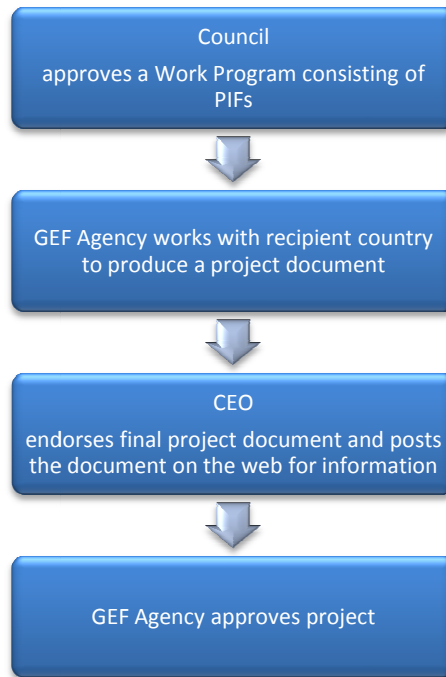 Council
approves a Work Program consisting of
PIFs
GEF Agency works with recipient country
to produce a project document
CEO
endorses final project document and posts
the document on the web for information
GEF Agency approves project